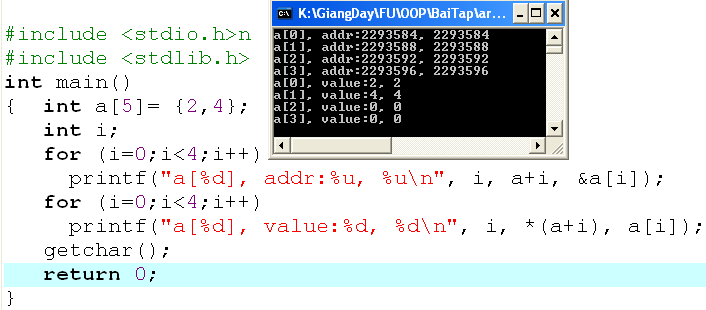 K:\GiangDay\FU\OOP\BaiTap\ar...
a[0], addr:2293584, 2293584
a[1], addr:2293588, 2293588
a[2], addr:2293592, 2293592
a[3], addr:2293596, 2293596
a[0], value:2, 2
a[1], value:4, 4
a[2], value:0, 0
a[3], value:0, 0
#include <stdio.h>n
#include <stdlib.h>
int main()
{  int a[5]= {2,4};
   int i;
   for (i=0;i<4;i++)
     printf("a[%d], addr:%u, %u\n", i, a+i, &a[i]);
   for (i=0;i<4;i++)
     printf("a[%d], value:%d, %d\n", i, *(a+i), a[i]);
   getchar();
   return 0;
}